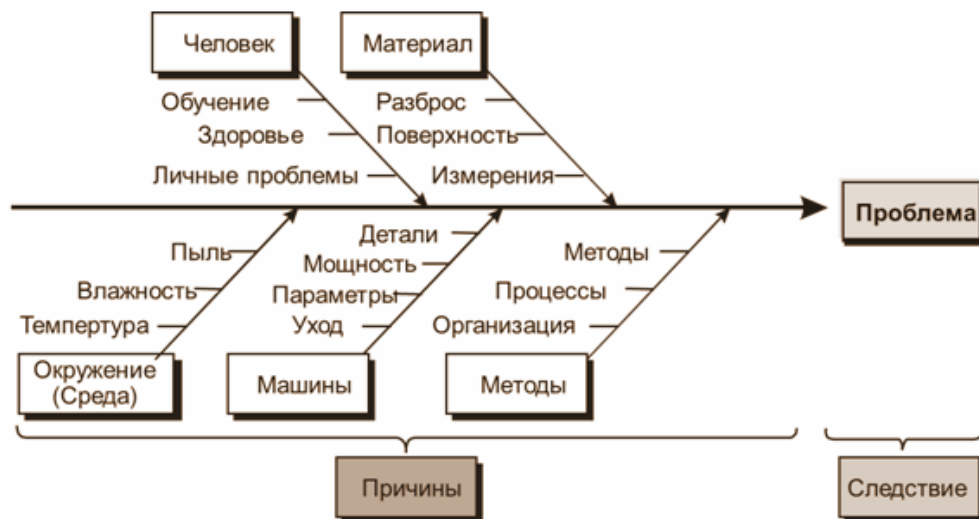 Человек
Материал
Обучение
Разброс
Здоровье
Поверхность
Личные проблемы
Измерения
Проблема
Пыль
Детали
Методы
Мощность
Влажность
Параметры
Процессы
Темпертура
Уход
Организация
Окружение
(Среда)
Машины
Методы
Причины
Следствие